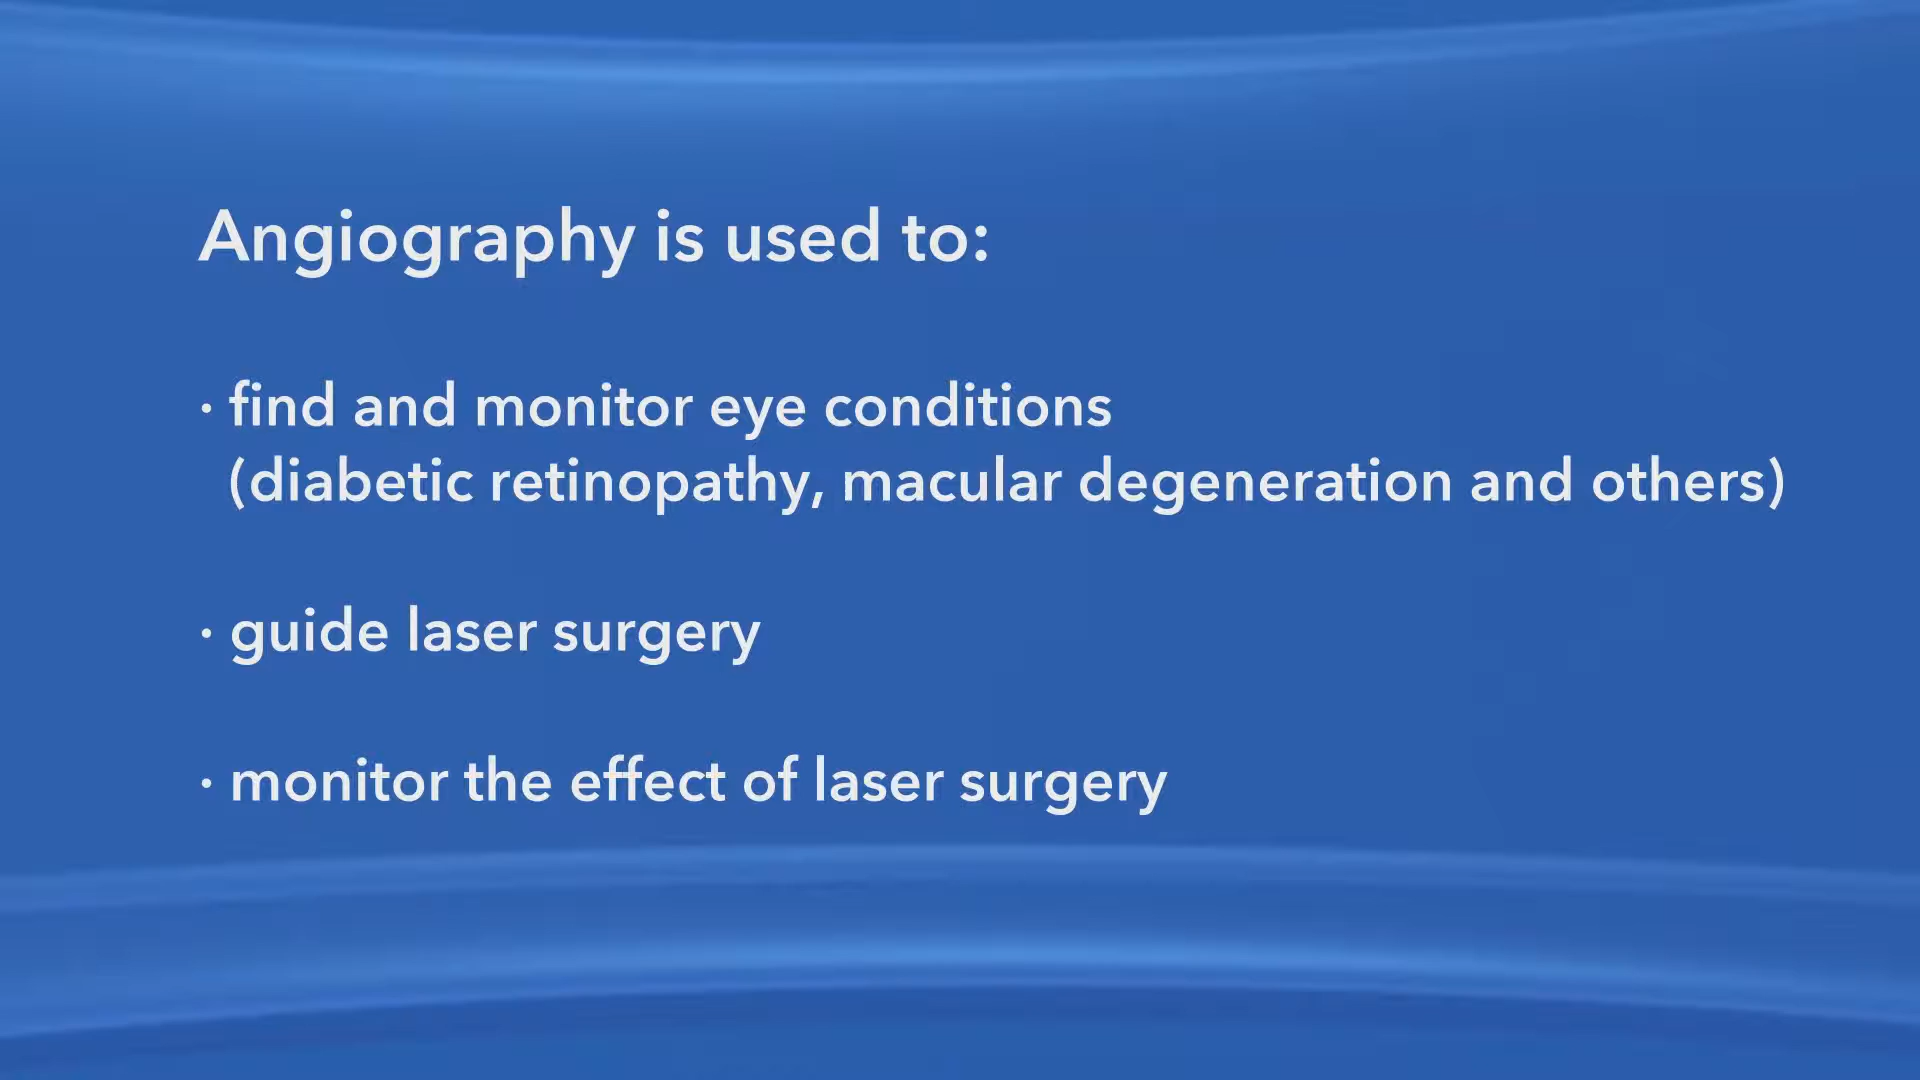 Angiography is used to:
· find and monitor eye conditions
(diabetic retinopathy, macular degeneration and others)
· guide laser surgery
· monitor the effect of laser surgery